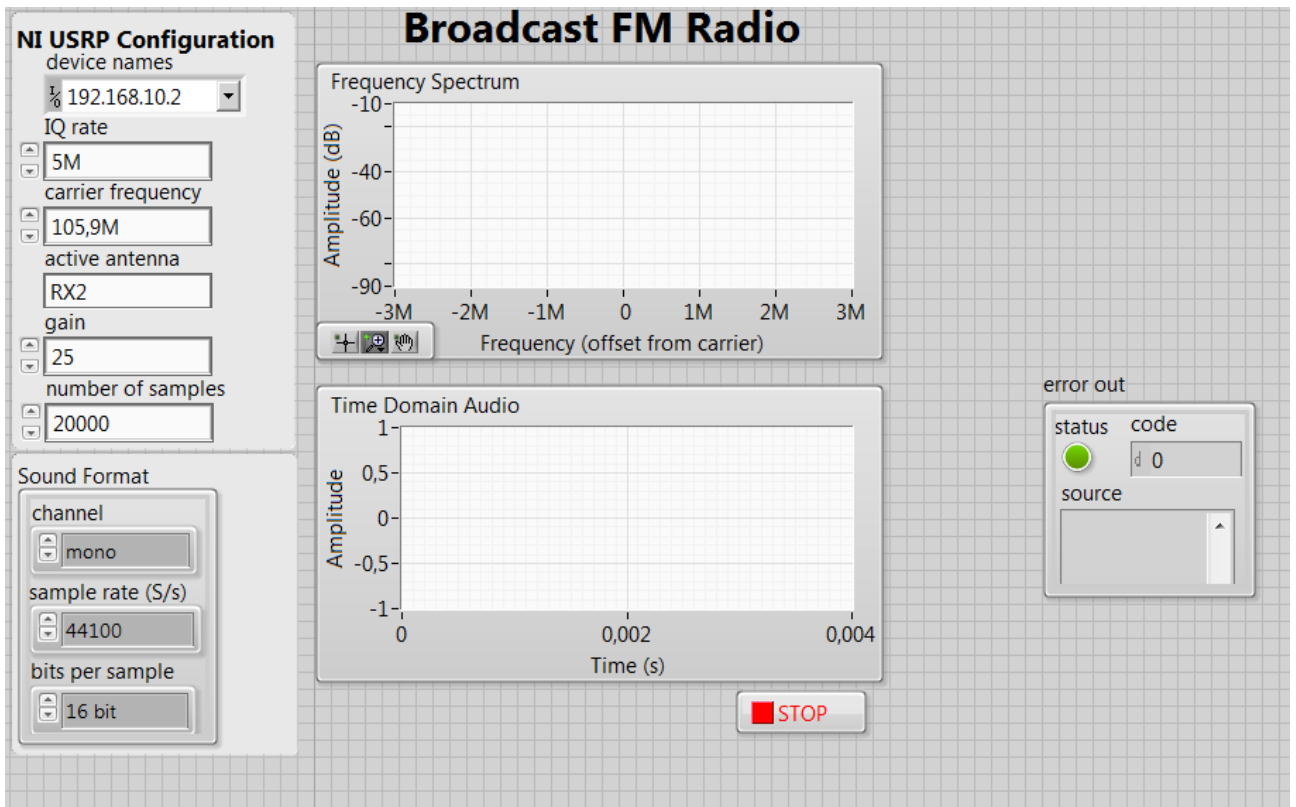 Broadcast FM Radio
NI USRP Configuration
device names
I/O 192.168.10.2
IQ rate
5M
carrier frequency
105,9M
active antenna
RX2
gain
25
number of samples
20000
Sound Format
channel
mono
sample rate (S/s)
44100
bits per sample
16 bit
Frequency Spectrum
Amplitude (dB)
-10
-40
-60
-90
-3M -2M -1M 0 1M 2M 3M
Frequency (offset from carrier)
Time Domain Audio
Amplitude
1
0,5
0
-0,5
-1
0 0,002 0,004
Time (s)
STOP
error out
status code
d 0
source